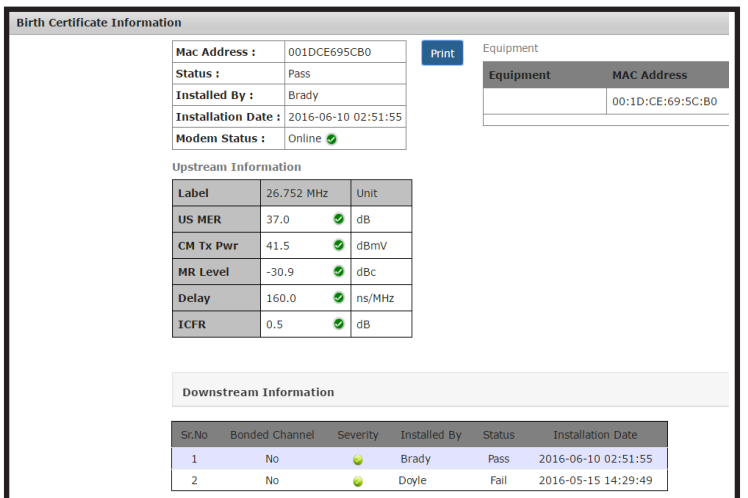 Birth Certificate Information
Mac Address : 001DCE695CB0
Print
Status : Pass
Installed By : Brady
Installation Date : 2016-06-10 02:51:55
Modem Status : Online
Equipment
Equipment MAC Address
00:1D:CE:69:5C:B0
Upstream Information
Label 26.752 MHz Unit
US MER 37.0 dB
CM Tx Pwr 41.5 dBmV
MR Level -30.9 dBc
Delay 160.0 ns/MHz
ICFR 0.5 dB
Downstream Information
Sr.No Bonded Channel Severity Installed By Status Installation Date
1 No Brady Pass 2016-06-10 02:51:55
2 No Doyle Fail 2016-05-15 14:29:49